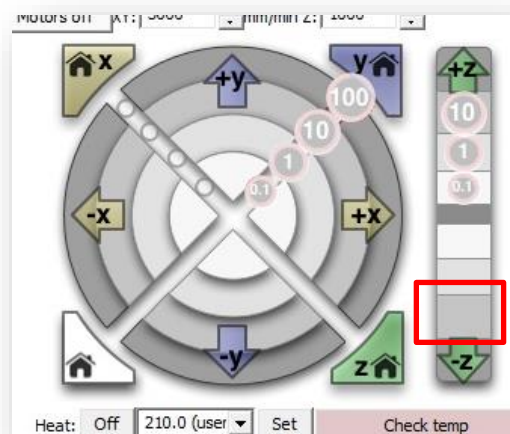 Motors off XY: 5000 mm/min Z: 1000
x +y y +z
100 10
10 1
1 0.1
0.1
-x +x
-y z -z
Heat: Off 210.0 (user Set Check temp